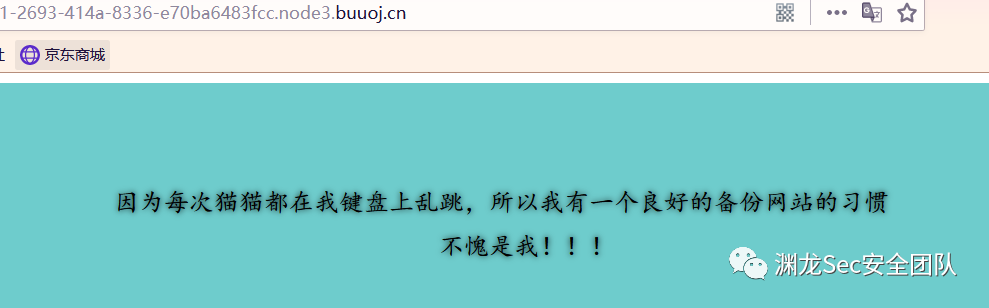 1-2693-414a-8336-e70ba6483fcc.node3.buuoj.cn
京东商城
因为每次猫猫都在我键盘上乱跳，所以我有一个良好的备份网站的习惯
不愧是我！！！
渊龙Sec安全团队